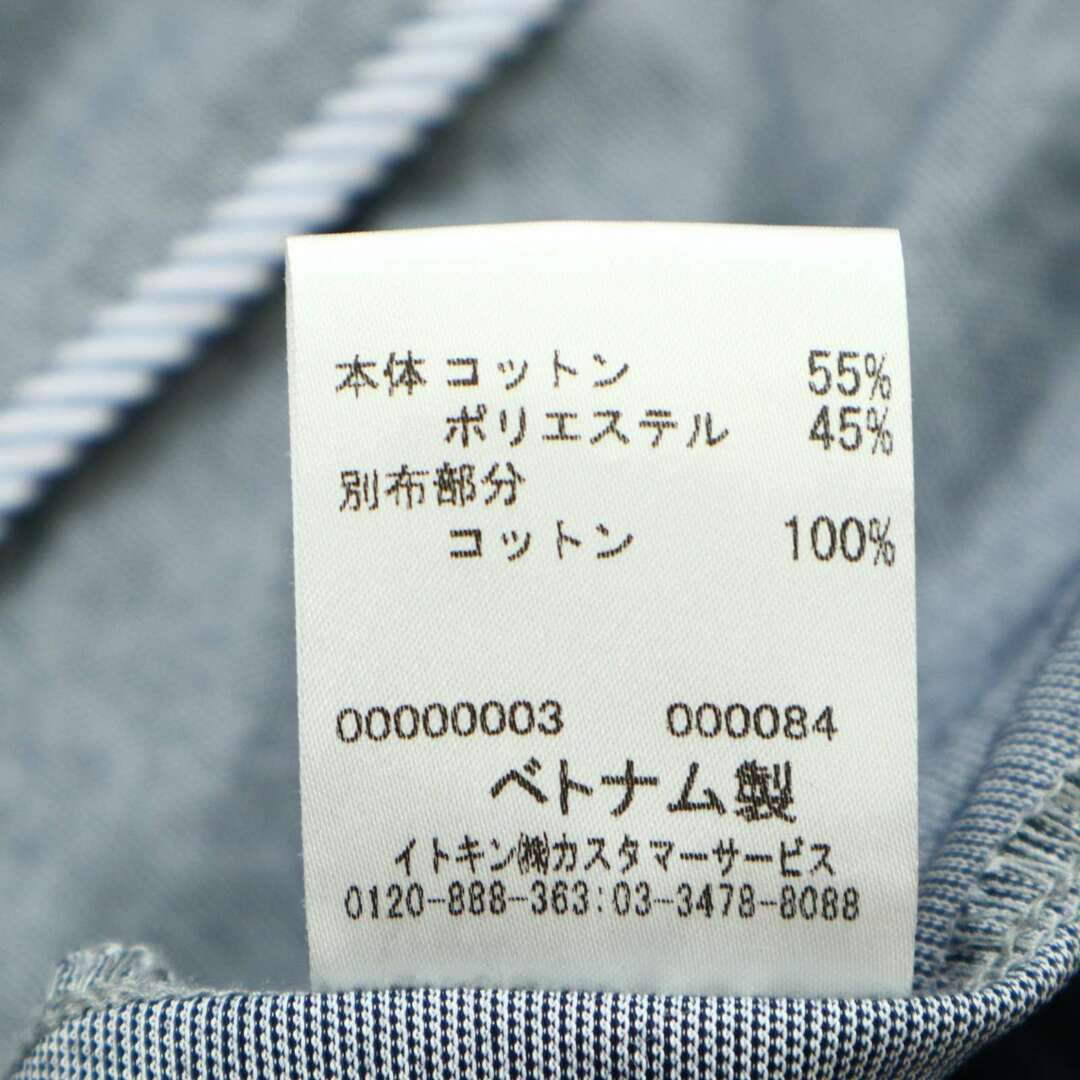 本体 コットン 55%
ポリエステル 45%
別布部分
コットン 100%
00000003 000084
ベトナム製
イトキン㈱カスタマーサービス
0120-888-363:03-3478-8088